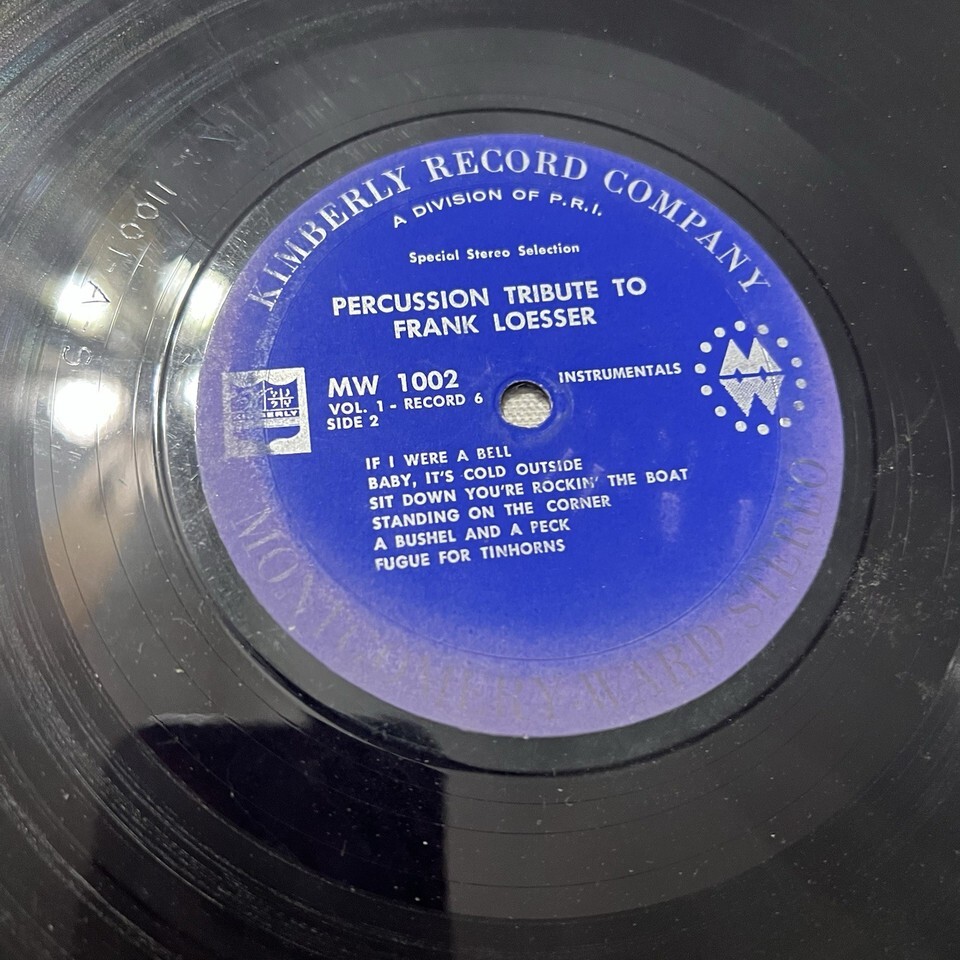 KIMBERLY RECORD COMPANY
A DIVISION OF P.R.I.
Special Stereo Selection
PERCUSSION TRIBUTE TO
FRANK LOESSER
MW 1002
VOL. 1 - RECORD 6
SIDE 2
INSTRUMENTALS
MW
IF I WERE A BELL
BABY, IT'S COLD OUTSIDE
SIT DOWN YOU'RE ROCKIN' THE BOAT
STANDING ON THE CORNER
A BUSHEL AND A PECK
FUGUE FOR TINHORNS
MONTGOMERY WARD STEREO